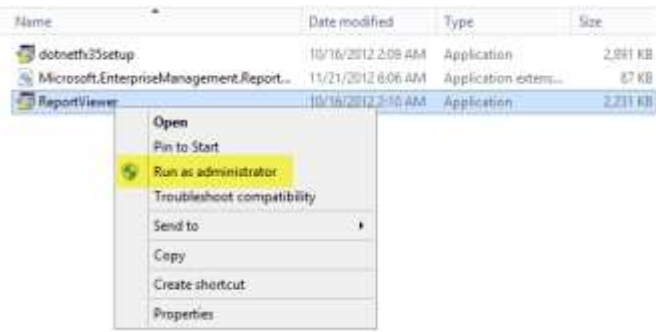 Name Date modified Type Size
dotnetfx35setup 10/16/2012 2:09 AM Application 2,891 KB
Microsoft.EnterpriseManagement.Report... 11/21/2012 6:06 AM Application extens... 87 KB
ReportViewer 10/16/2012 2:10 AM Application 2,231 KB
Open
Pin to Start
Run as administrator
Troubleshoot compatibility
Send to
Copy
Create shortcut
Properties